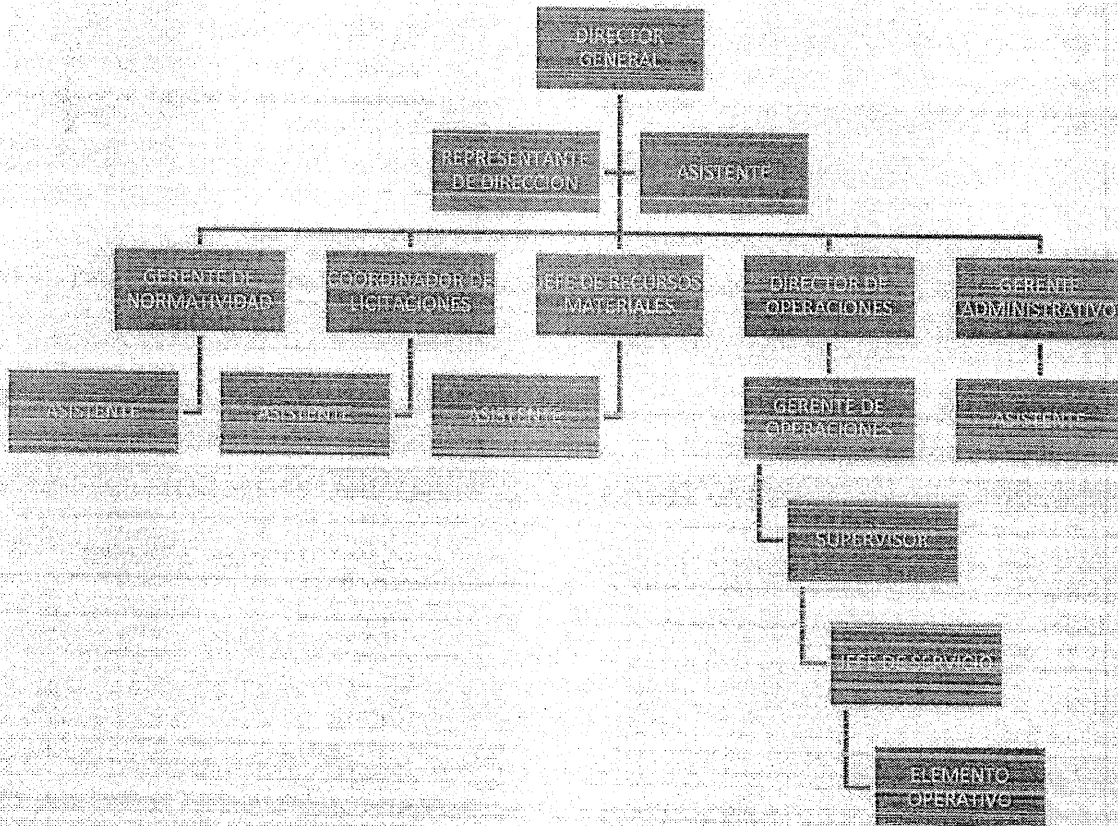 DIRECTOR
GENERAL
REPRESENTANTE
DE DIRECCION
ASISTENTE
GERENTE DE
NORMATIVIDAD
COORDINADOR DE
LICITACIONES
JEFE DE RECURSOS
MATERIALES
DIRECTOR DE
OPERACIONES
GERENTE
ADMINISTRATIVO
ASISTENTE
ASISTENTE
ASISTENTE
GERENTE DE
OPERACIONES
ASISTENTE
SUPERVISOR
JEFE DE SERVICIO
ELEMENTO
OPERATIVO